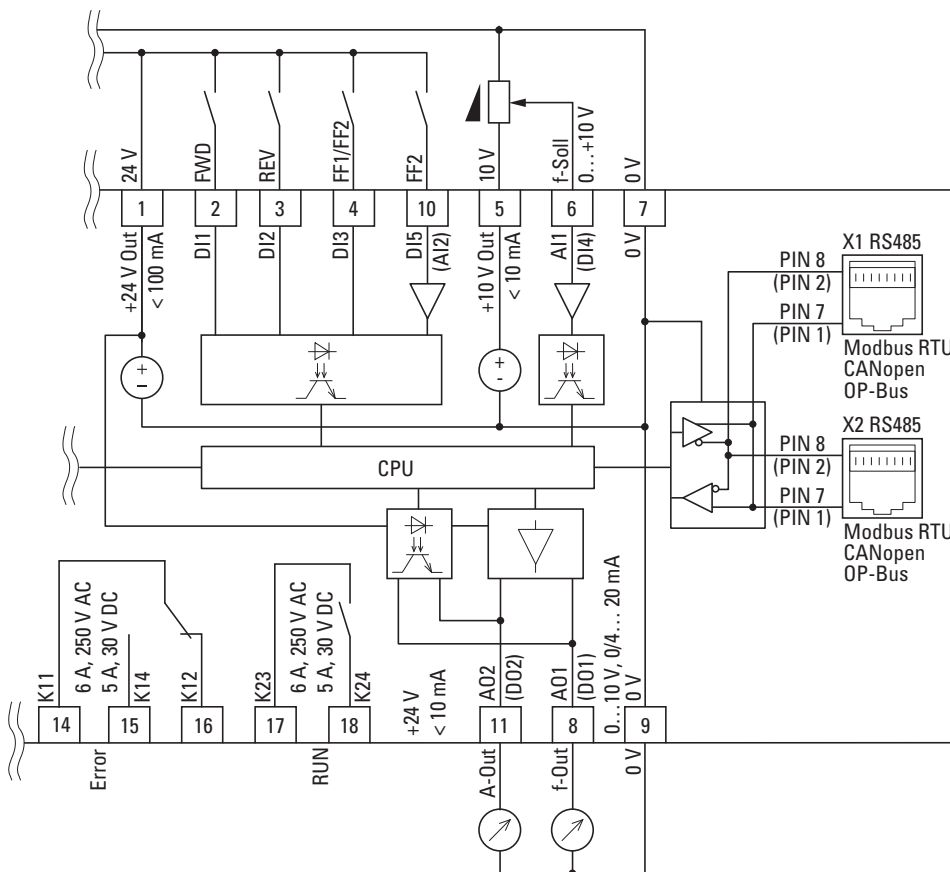 24 V
FWD
REV
FF1/FF2
FF2
10 V
f-Soll
0…+10 V
0 V
1
2
3
4
10
5
6
7
+24 V Out
< 100 mA
DI1
DI2
DI3
DI5
(AI2)
+10 V Out
< 10 mA
AI1
(DI4)
0 V
X1 RS485
PIN 8
(PIN 2)
PIN 7
(PIN 1)
Modbus RTU
CANopen
OP-Bus
+
–
+
-
X2 RS485
CPU
PIN 8
(PIN 2)
PIN 7
(PIN 1)
Modbus RTU
CANopen
OP-Bus
K11
6 A, 250 V AC
5 A, 30 V DC
K14
K12
K23
6 A, 250 V AC
5 A, 30 V DC
K24
+24 V
< 10 mA
AO2
(DO2)
AO1
(DO1)
0…10 V, 0/4… 20 mA
0 V
14
15
16
17
18
11
8
9
Error
RUN
A-Out
f-Out
0 V